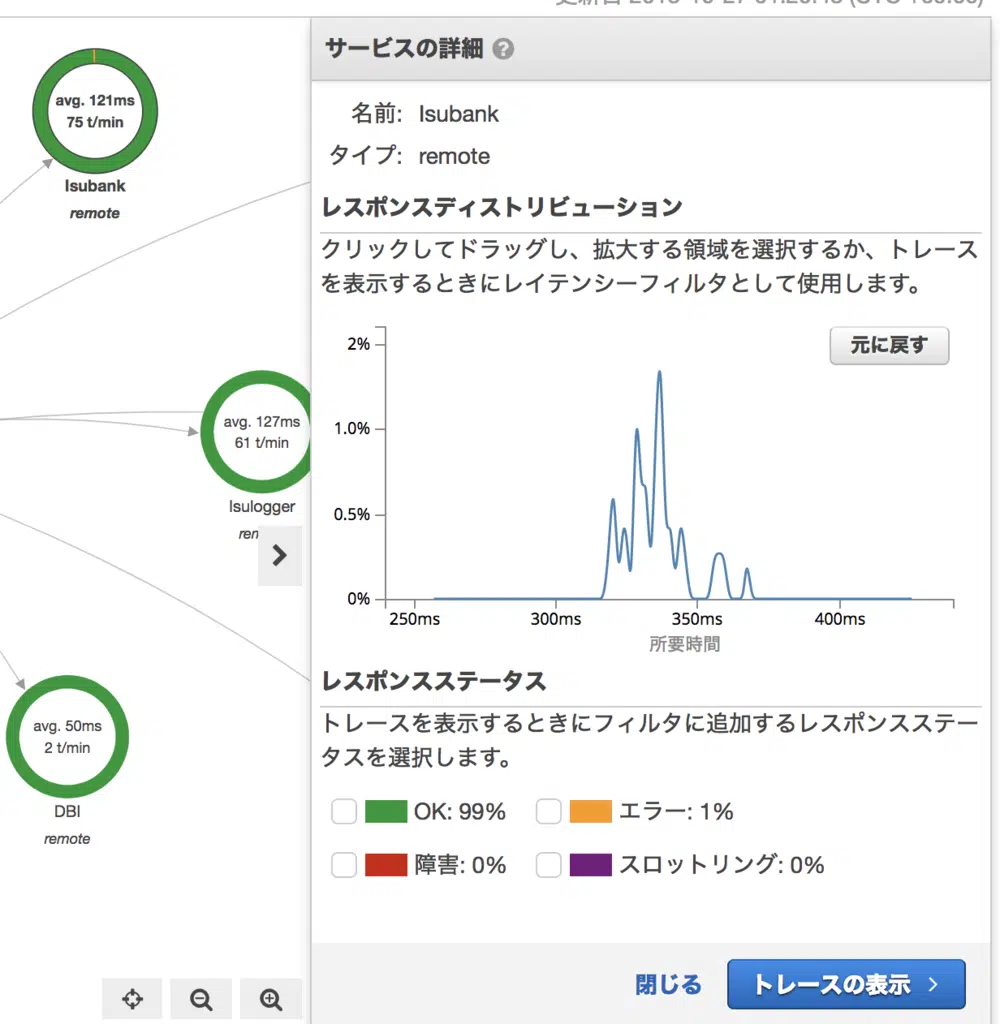 サービスの詳細 ?
名前: Isubank
タイプ: remote
レスポンスディストリビューション
クリックしてドラッグし、拡大する領域を選択するか、トレース
を表示するときにレイテンシーフィルタとして使用します。
元に戻す
2%
1.0%
0.5%
0%
250ms 300ms 350ms 400ms
所要時間
レスポンスステータス
トレースを表示するときにフィルタに追加するレスポンスステー
タスを選択します。
OK: 99% エラー: 1%
障害: 0% スロットリング: 0%
閉じる トレースの表示
avg. 121ms
75 t/min
Isubank
remote
avg. 127ms
61 t/min
Isulogger
avg. 50ms
2 t/min
DBI
remote